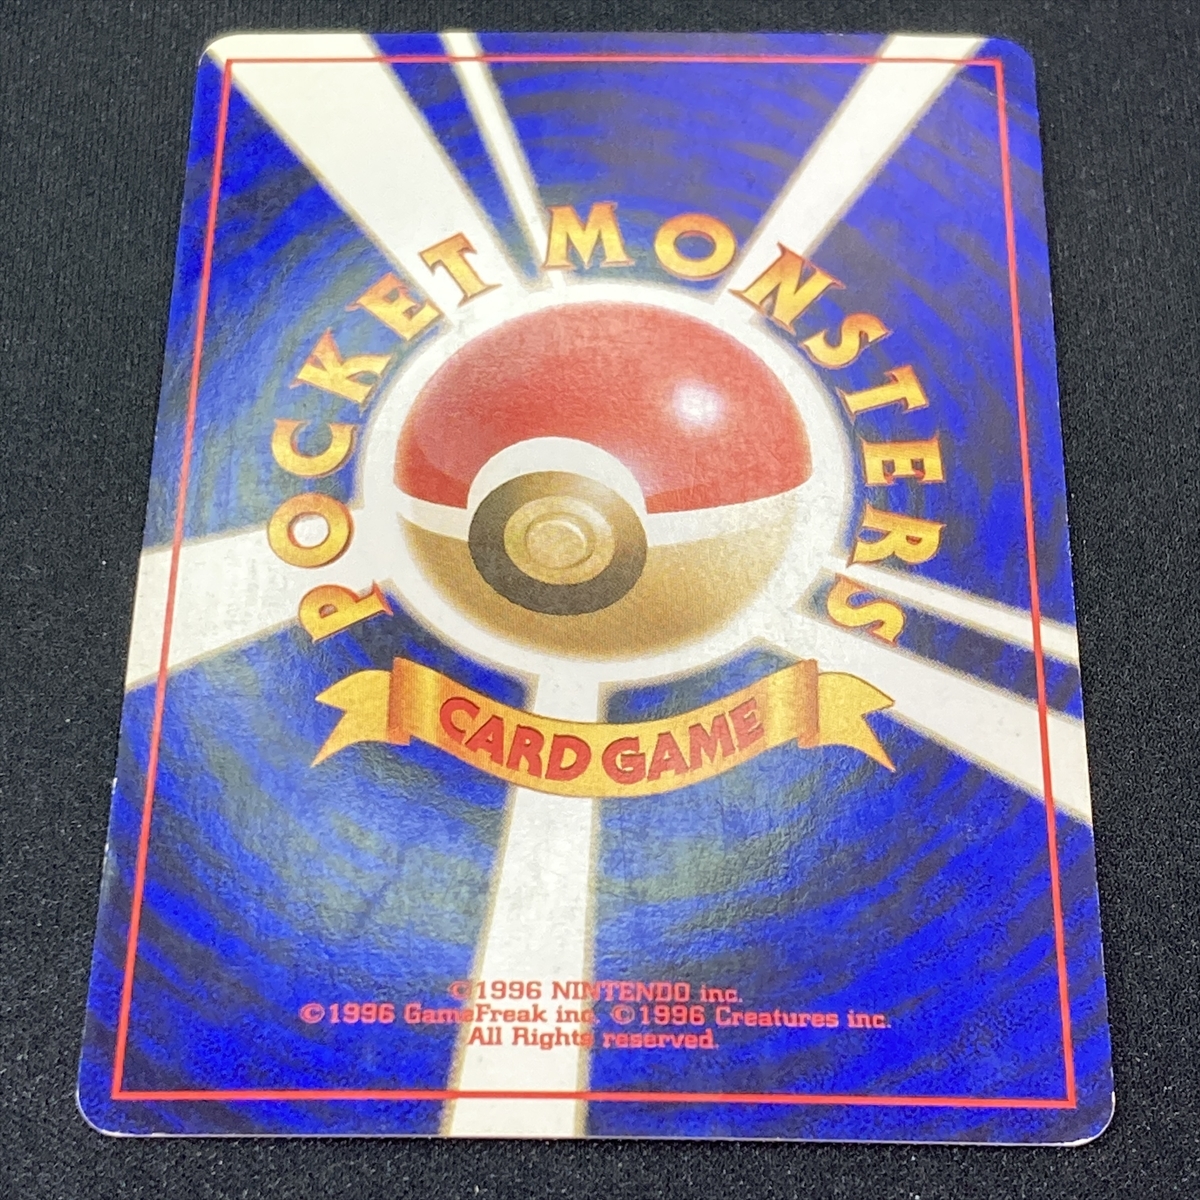 POCKET MONSTERS
CARD GAME
©1996 NINTENDO inc.
©1996 GameFreak inc. ©1996 Creatures inc.
All Rights reserved.